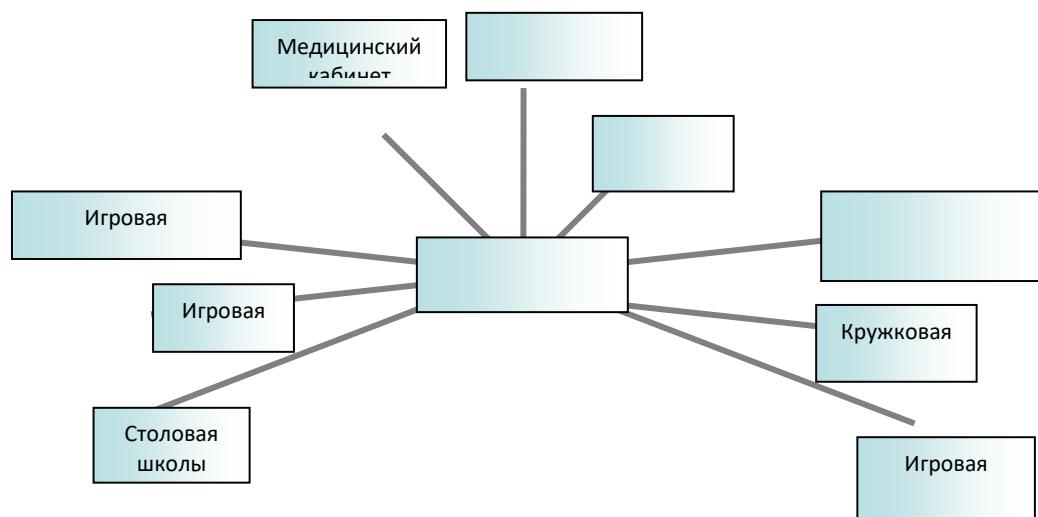 Медицинский
кабинет
Игровая
Игровая
Кружковая
Столовая
школы
Игровая